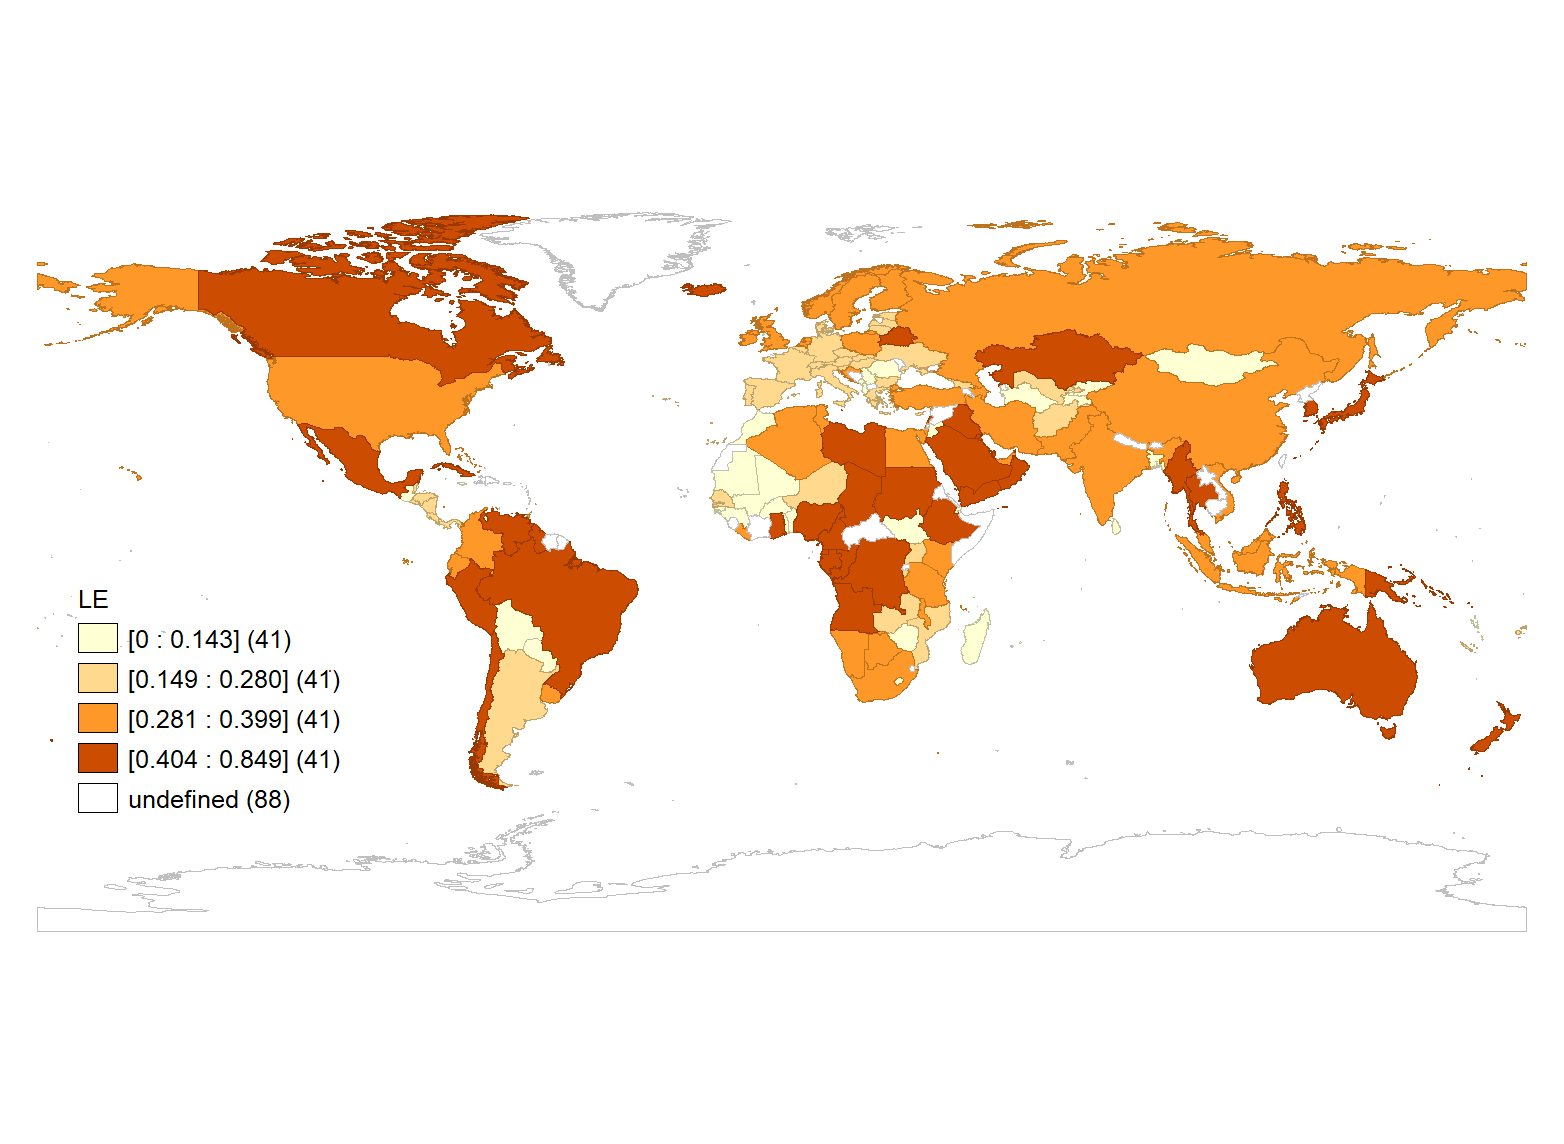 LE
[0 : 0.143] (41)
[0.149 : 0.280] (41)
[0.281 : 0.399] (41)
[0.404 : 0.849] (41)
undefined (88)